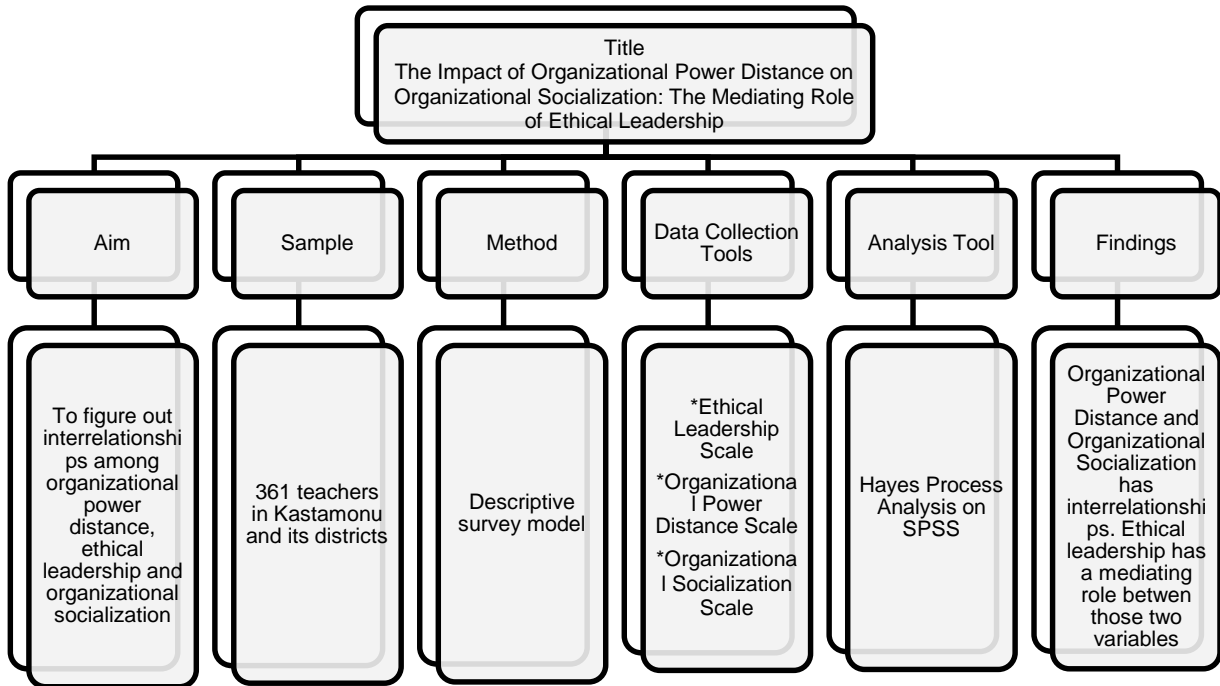 Title
The Impact of Organizational Power Distance on
Organizational Socialization: The Mediating Role
of Ethical Leadership
Aim
Sample
Method
Data Collection
Tools
Analysis Tool
Findings
To figure out
interrelationshi
ps among
organizational
power
distance,
ethical
leadership and
organizational
socialization
361 teachers
in Kastamonu
and its districts
Descriptive
survey model
*Ethical
Leadership
Scale
*Organizationa
l Power
Distance Scale
*Organizationa
l Socialization
Scale
Hayes Process
Analysis on
SPSS
Organizational
Power
Distance and
Organizational
Socialization
has
interrelationshi
ps. Ethical
leadership has
a mediating
role betwen
those two
variables